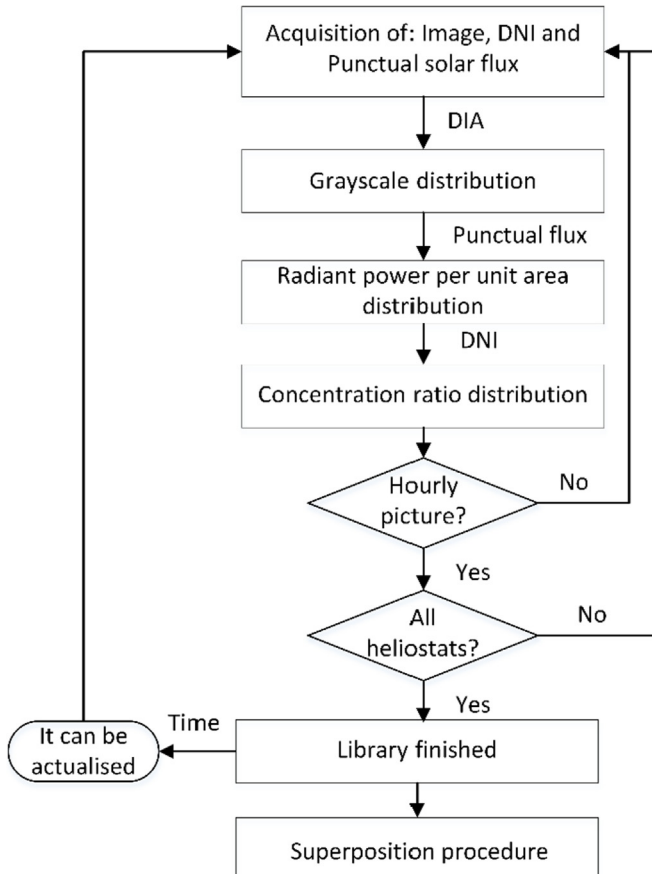 Acquisition of: Image, DNI and
Punctual solar flux
DIA
Grayscale distribution
Punctual flux
Radiant power per unit area
distribution
DNI
Concentration ratio distribution
Hourly
picture?
No
Yes
All
heliostats?
No
Yes
Library finished
Time
It can be
actualised
Superposition procedure